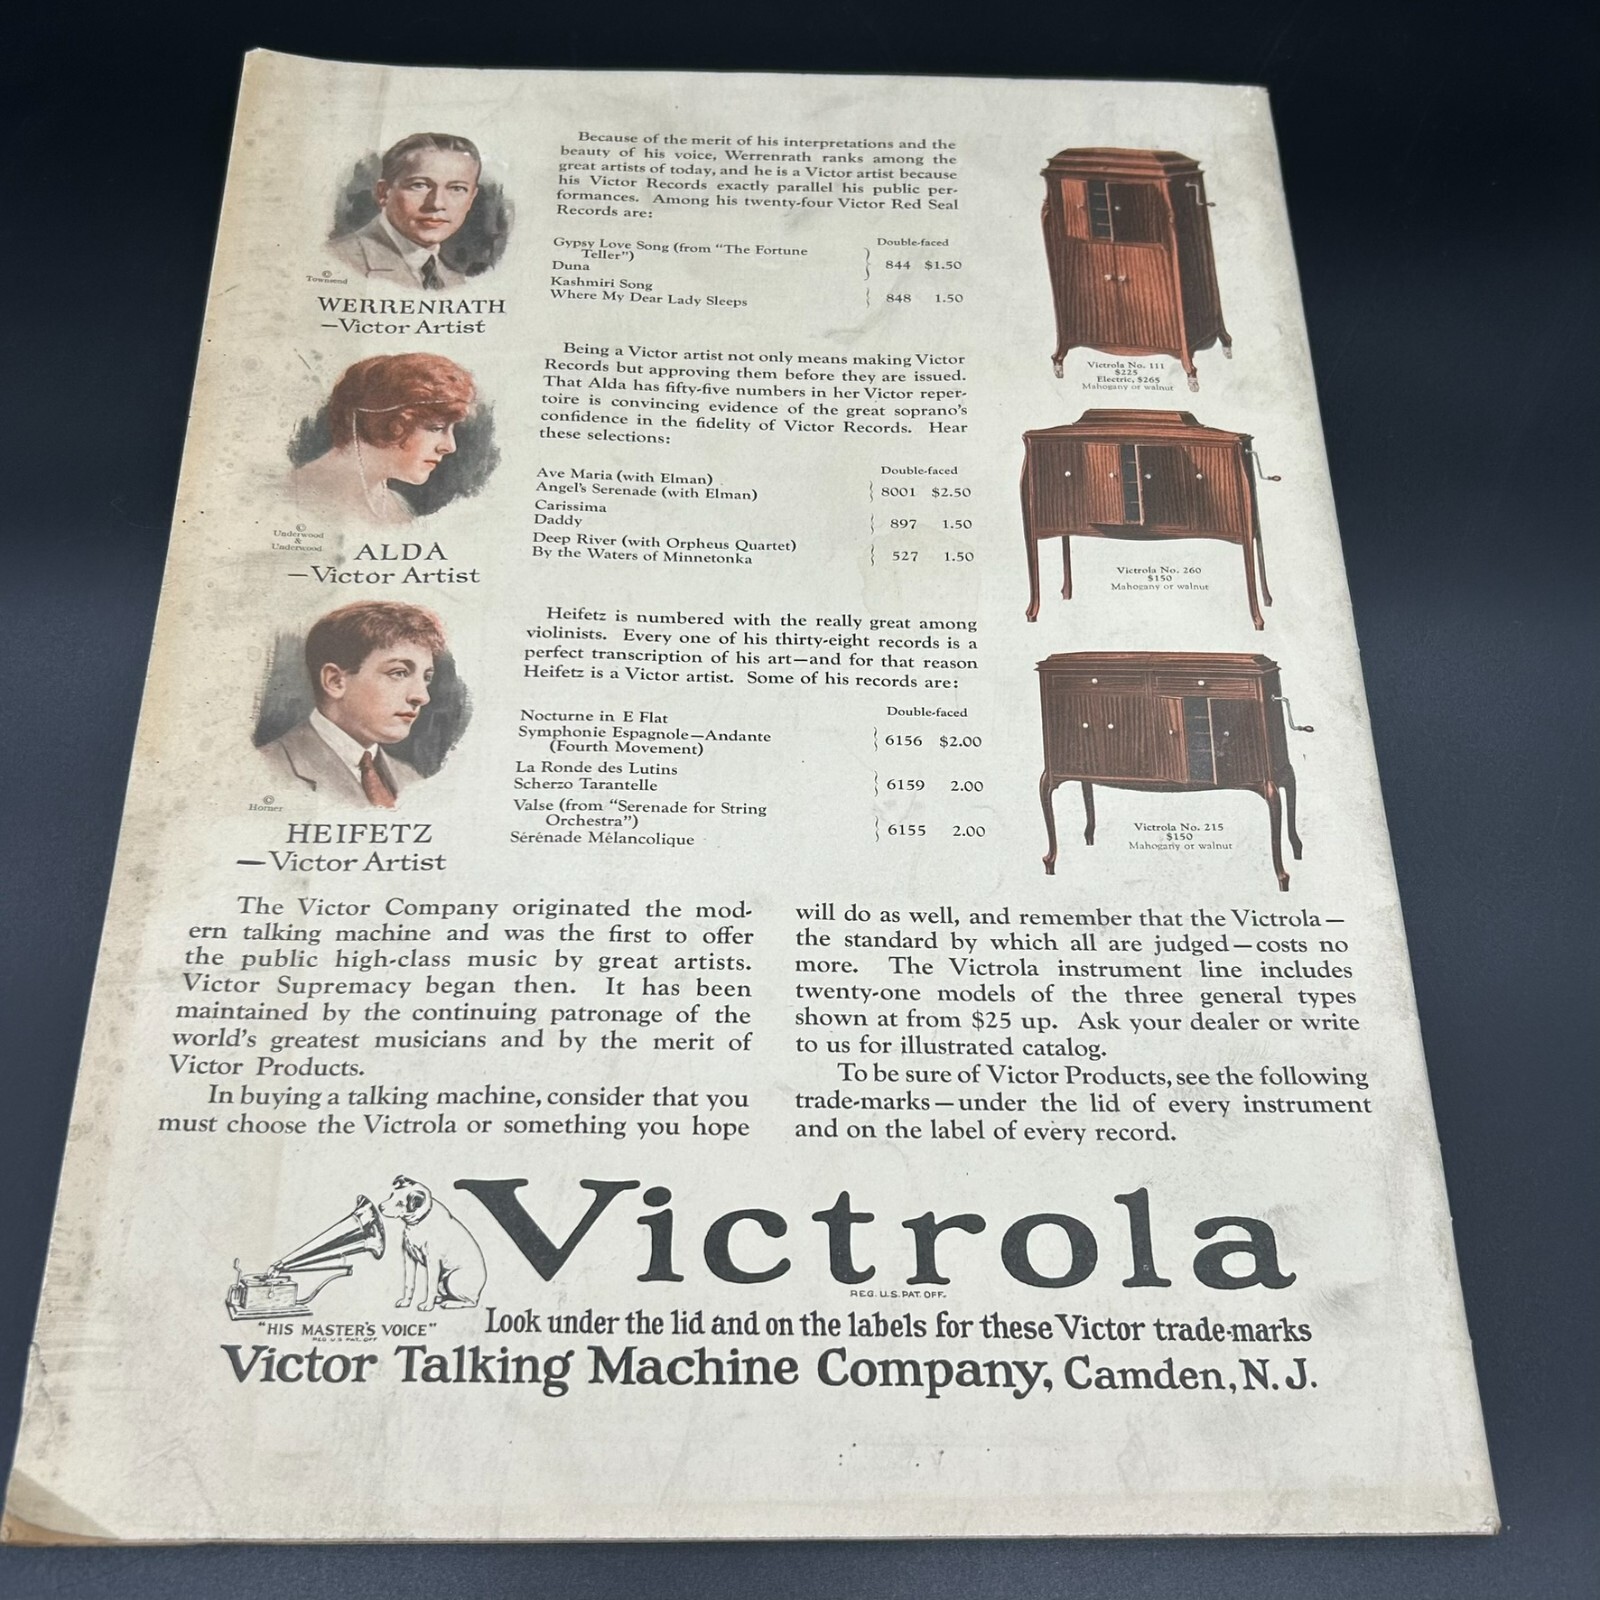 Because of the merit of his interpretations and the
beauty of his voice, Werrenrath ranks among the
great artists of today, and he is a Victor artist because
his Victor Records exactly parallel his public per-
formances. Among his twenty-four Victor Red Seal
Records are:
Double-faced
Gypsy Love Song (from "The Fortune
Teller")
Duna
844 $1.50
Kashmiri Song
Where My Dear Lady Sleeps
848 1.50
©
Townsend
WERRENRATH
—Victor Artist
Victrola No. 111
$225
Electric, $265
Mahogany or walnut
Being a Victor artist not only means making Victor
Records but approving them before they are issued.
That Alda has fifty-five numbers in her Victor reper-
toire is convincing evidence of the great soprano's
confidence in the fidelity of Victor Records. Hear
these selections:
Double-faced
Ave Maria (with Elman)
Angel's Serenade (with Elman)
8001 $2.50
Carissima
Daddy
897 1.50
Deep River (with Orpheus Quartet)
By the Waters of Minnetonka
527 1.50
©
Underwood
&
Underwood
ALDA
—Victor Artist
Victrola No. 260
$150
Mahogany or walnut
Heifetz is numbered with the really great among
violinists. Every one of his thirty-eight records is a
perfect transcription of his art—and for that reason
Heifetz is a Victor artist. Some of his records are:
Double-faced
Nocturne in E Flat
Symphonie Espagnole—Andante
(Fourth Movement)
6156 $2.00
La Ronde des Lutins
Scherzo Tarantelle
6159 2.00
Valse (from "Serenade for String
Orchestra")
Sérénade Mélancolique
6155 2.00
©
Horner
HEIFETZ
—Victor Artist
Victrola No. 215
$150
Mahogany or walnut
The Victor Company originated the mod-
ern talking machine and was the first to offer
the public high-class music by great artists.
Victor Supremacy began then. It has been
maintained by the continuing patronage of the
world's greatest musicians and by the merit of
Victor Products.
In buying a talking machine, consider that you
must choose the Victrola or something you hope
will do as well, and remember that the Victrola—
the standard by which all are judged—costs no
more. The Victrola instrument line includes
twenty-one models of the three general types
shown at from $25 up. Ask your dealer or write
to us for illustrated catalog.
To be sure of Victor Products, see the following
trade-marks—under the lid of every instrument
and on the label of every record.
Victrola
REG. U.S. PAT. OFF.
"HIS MASTER'S VOICE"
REG. U.S. PAT. OFF.
Look under the lid and on the labels for these Victor trade-marks
Victor Talking Machine Company, Camden, N. J.